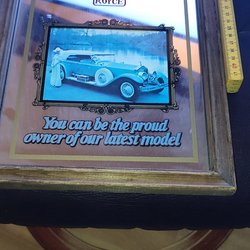 ROYCE
You can be the proud
owner of our latest model